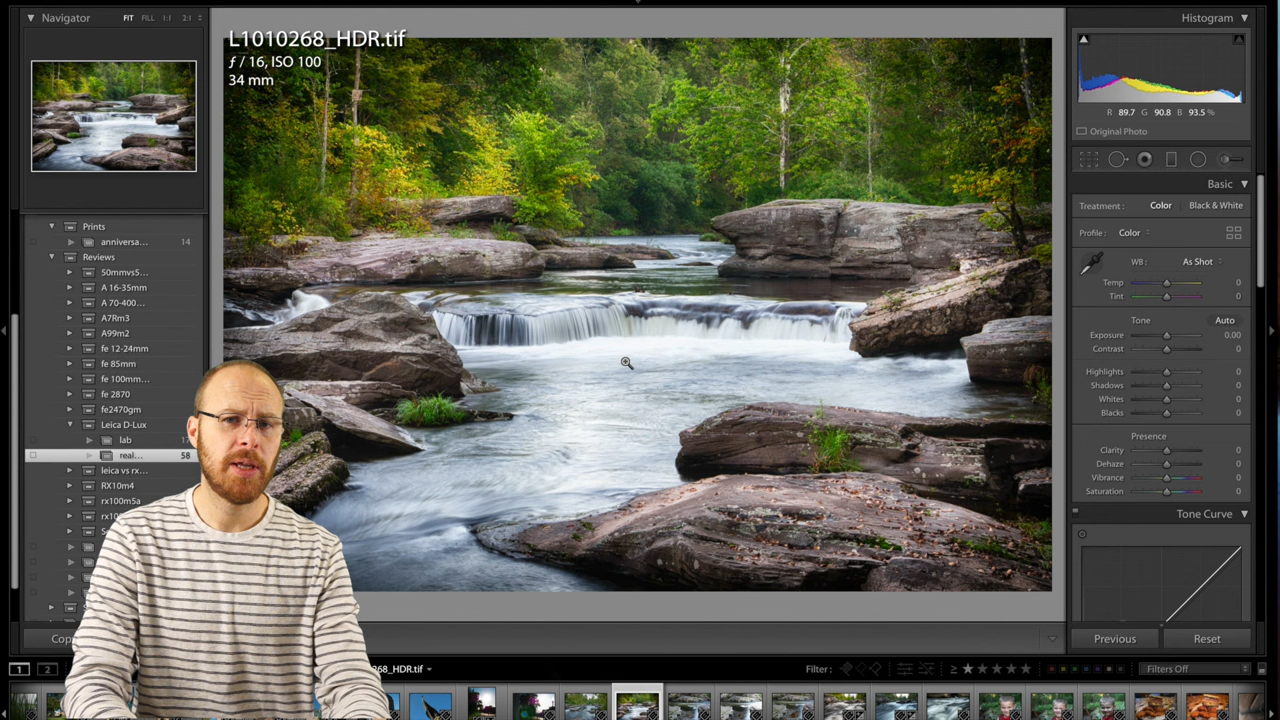 Navigator
FIT FILL 1:1 2:1
Prints
anniversa... 14
Reviews
50mmvs5...
A 16-35mm
A 70-400...
A7Rm3
A99m2
fe 12-24mm
fe 85mm
fe 100mm...
fe 2870
fe2470gm
Leica D-Lux
lab
real... 58
leica vs rx...
RX10m4
rx100m5a
L1010268_HDR.tif
ƒ / 16, ISO 100
34 mm
Histogram
R 89.7 G 90.8 B 93.5 %
Original Photo
Basic
Treatment : Color Black & White
Profile : Color
WB : As Shot
Temp 0
Tint 0
Tone Auto
Exposure 0.00
Contrast 0
Highlights 0
Shadows 0
Whites 0
Blacks 0
Presence
Clarity 0
Dehaze 0
Vibrance 0
Saturation 0
Tone Curve
Previous Reset
1 2
68_HDR.tif
Filter : ≥ Filters Off